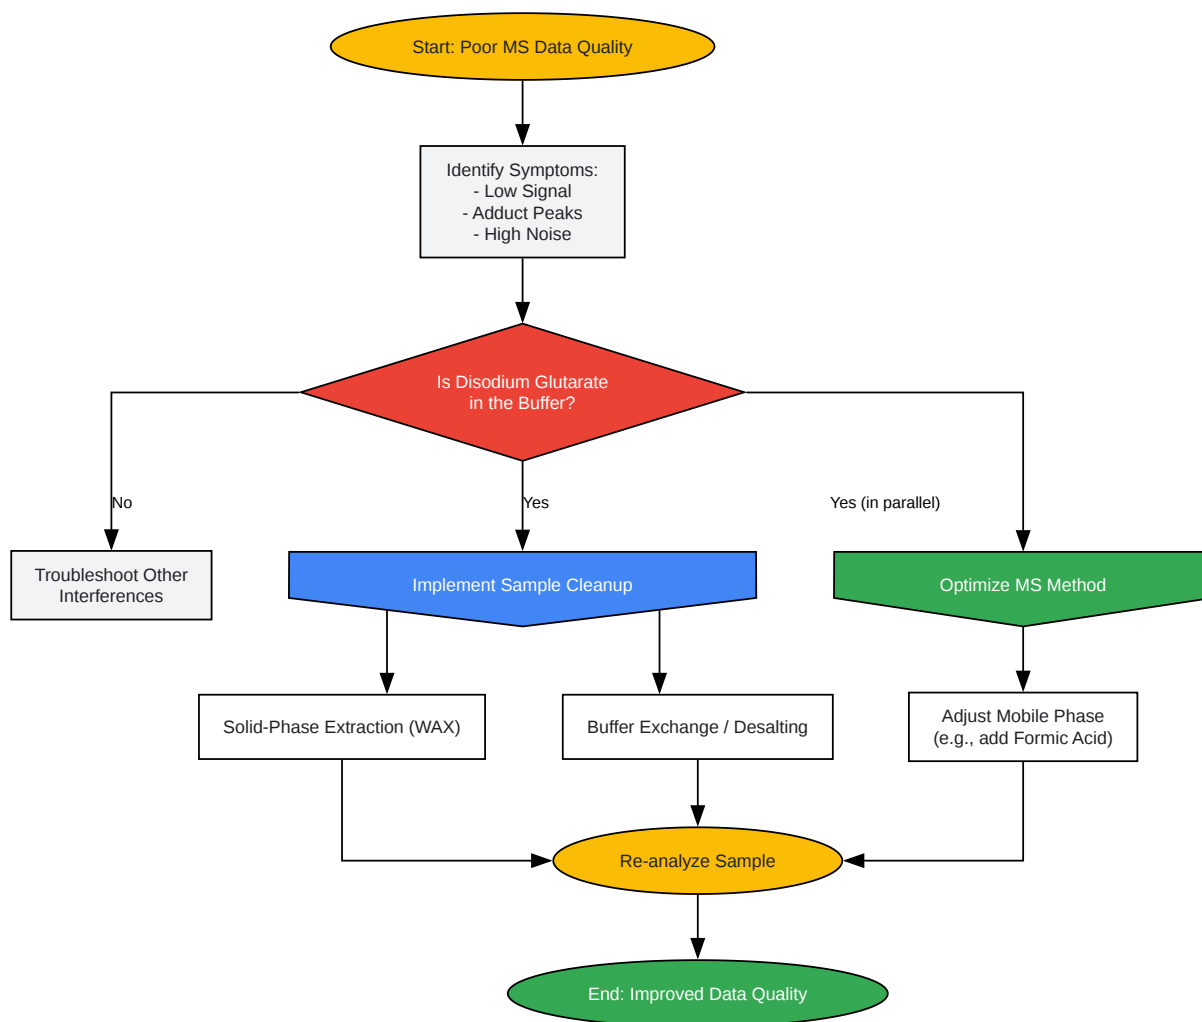 Start: Poor MS Data Quality
Identify Symptoms:
- Low Signal
- Adduct Peaks
- High Noise
Is Disodium Glutarate
in the Buffer?
No
Yes
Yes (in parallel)
Troubleshoot Other
Interferences
Implement Sample Cleanup
Optimize MS Method
Solid-Phase Extraction (WAX)
Buffer Exchange / Desalting
Adjust Mobile Phase
(e.g., add Formic Acid)
Re-analyze Sample
End: Improved Data Quality